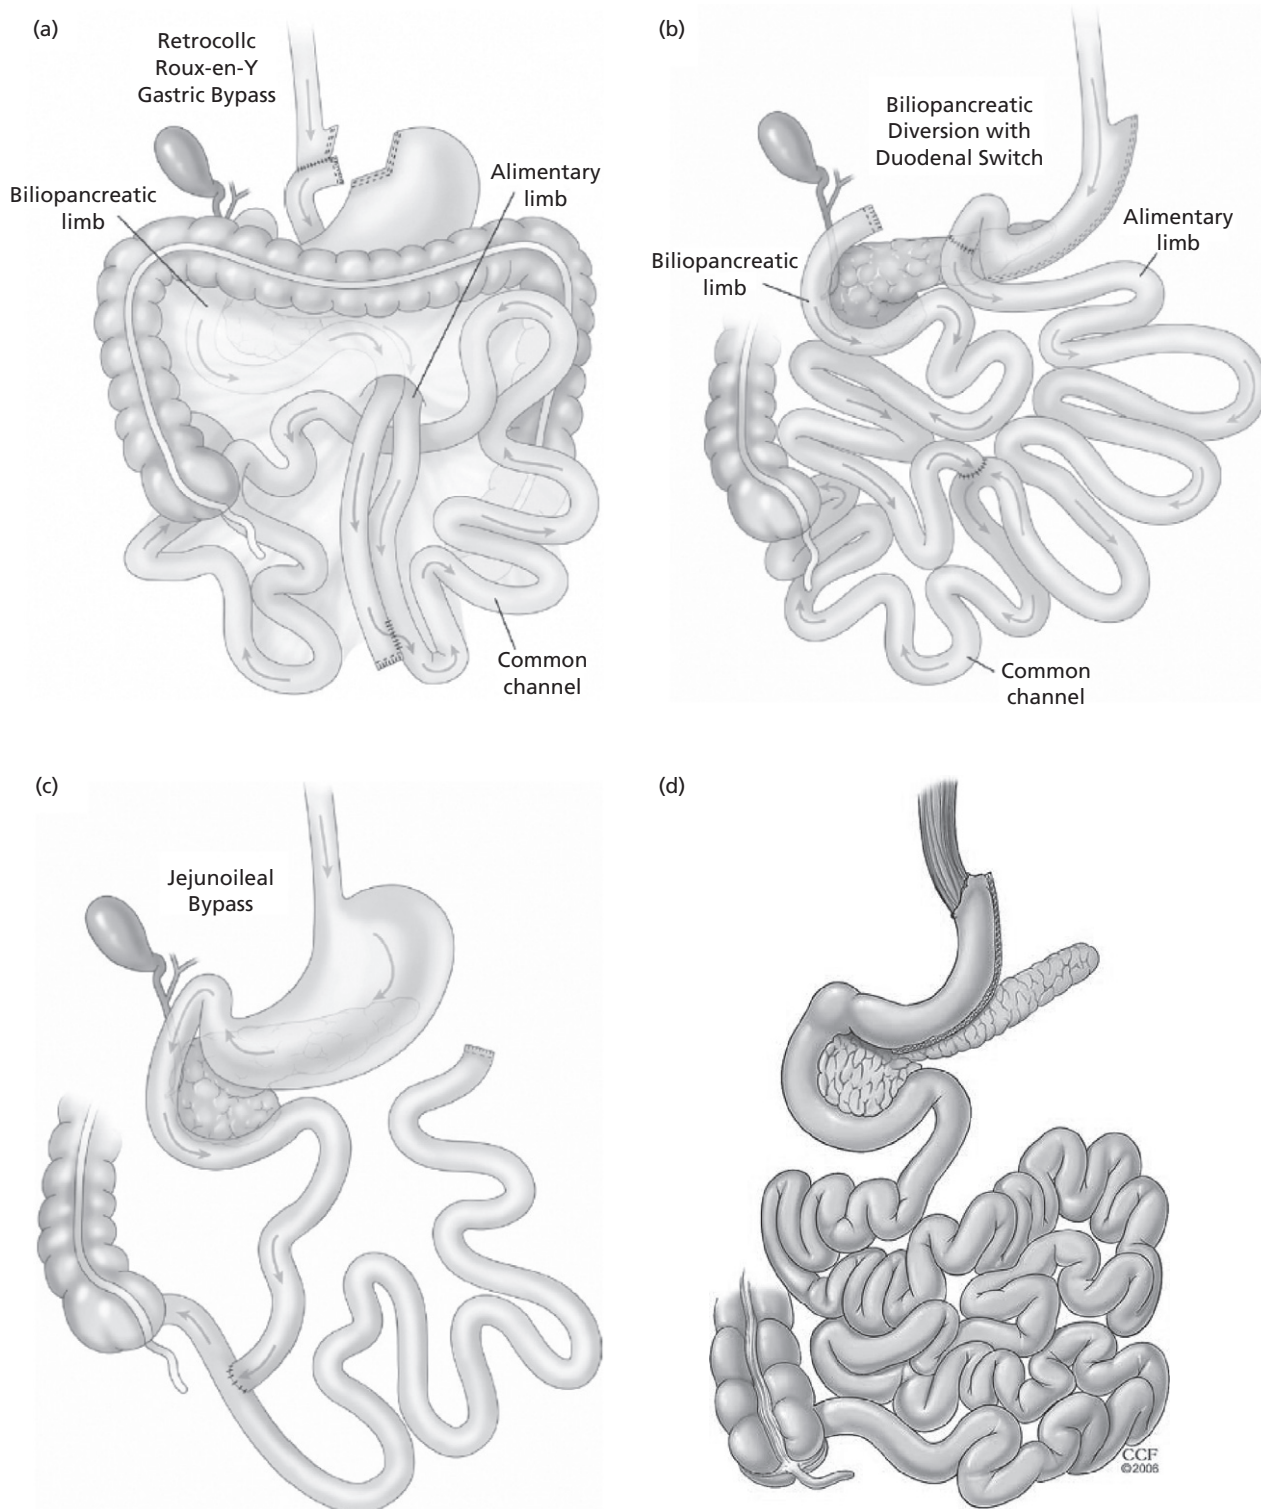 (a)
Retrocollc
Roux-en-Y
Gastric Bypass
Biliopancreatic
limb
Alimentary
limb
Common
channel
(b)
Biliopancreatic
Diversion with
Duodenal Switch
Biliopancreatic
limb
Alimentary
limb
Common
channel
(c)
Jejunoileal
Bypass
(d)
CCF
©2006